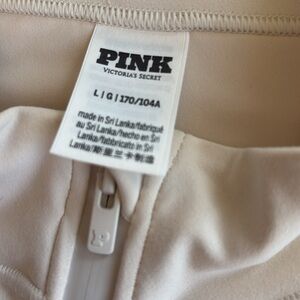 PINK
VICTORIA'S SECRET
L | G | 170/104A
made in Sri Lanka/fabriqué
au Sri Lanka/hecho en Sri
Lanka/fabbricato in Sri
Lanka/斯里兰卡制造